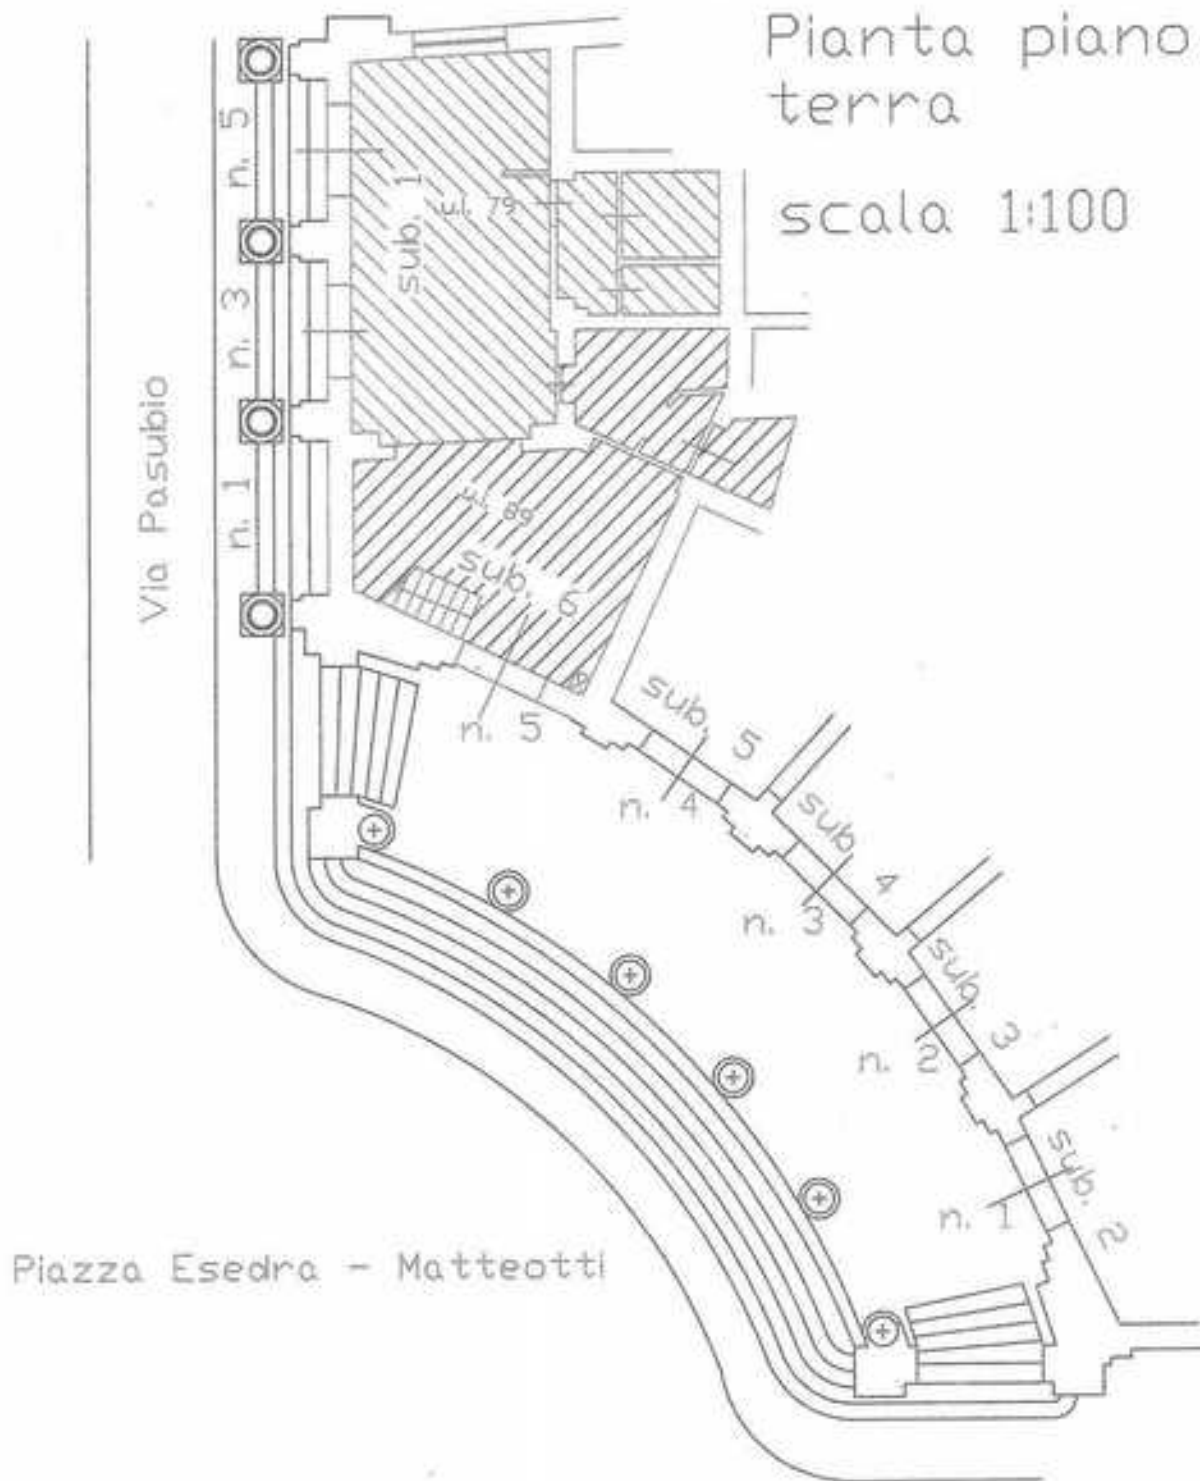 Pianta piano
terra
scala 1:100
n. 5
n. 3
n. 1
Via Pasubio
sub. 1
u.i. 79
u.i. 89
sub. 6
n. 5
sub. 5
n. 4
sub. 4
n. 3
sub. 3
n. 2
sub. 2
n. 1
Piazza Esedra - Matteotti